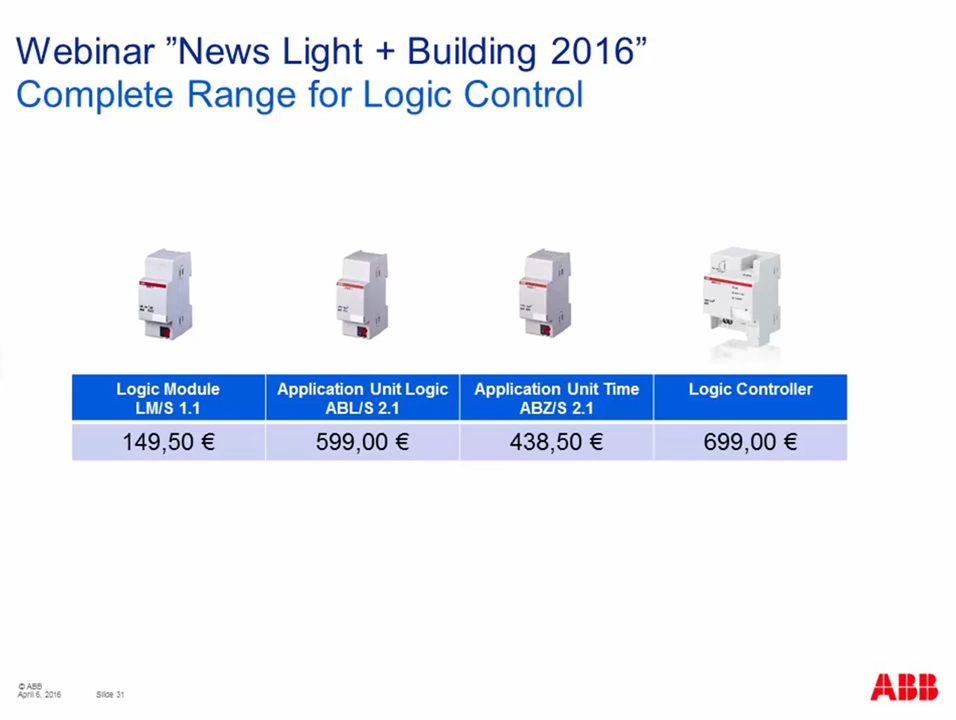 Webinar ”News Light + Building 2016”
Complete Range for Logic Control
Logic Module
LM/S 1.1
Application Unit Logic
ABL/S 2.1
Application Unit Time
ABZ/S 2.1
Logic Controller
149,50 €
599,00 €
438,50 €
699,00 €
© ABB
April 6, 2016
Slide 31
ABB